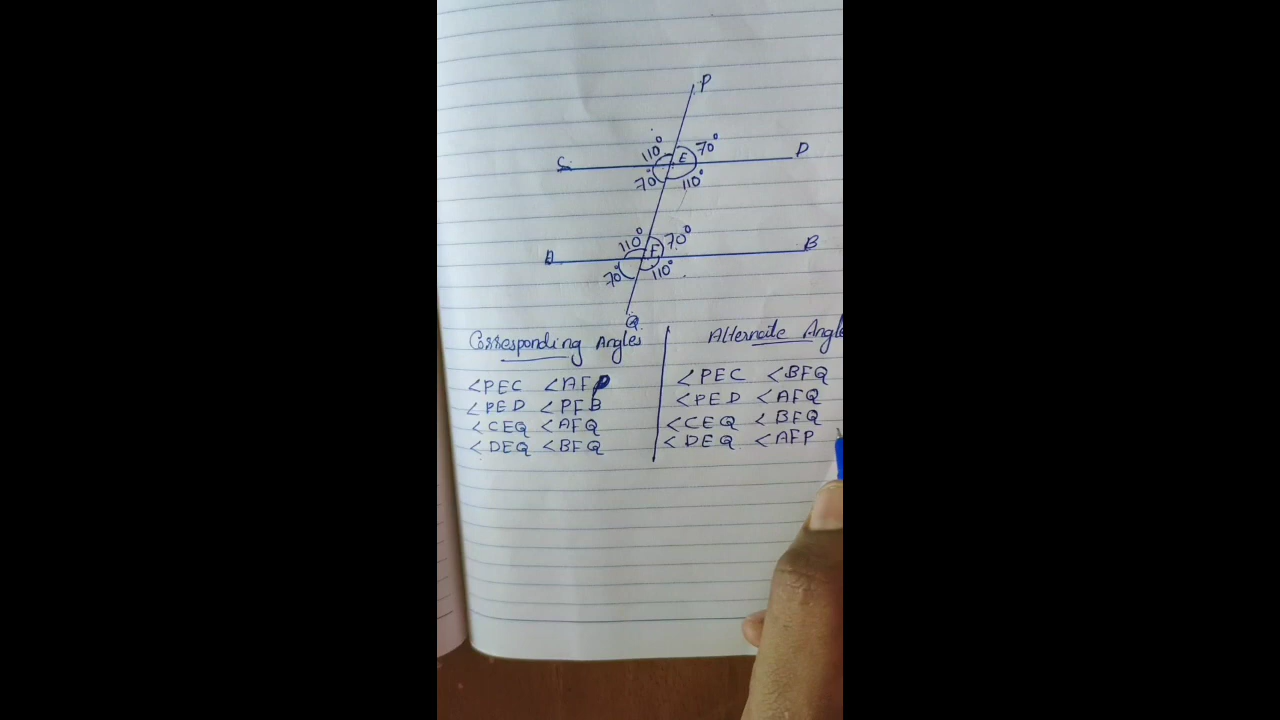 P
110° E 70° D
C
70° 110°
110° F 70° B
A
70° 110°
Q
Corresponding Angles
<PEC <AFP
<PED <PFB
<CEQ <AFQ
<DEQ <BFQ
Alternate Angle
<PEC <BFQ
<PED <AFQ
<CEQ <BFQ
<DEQ <AFP